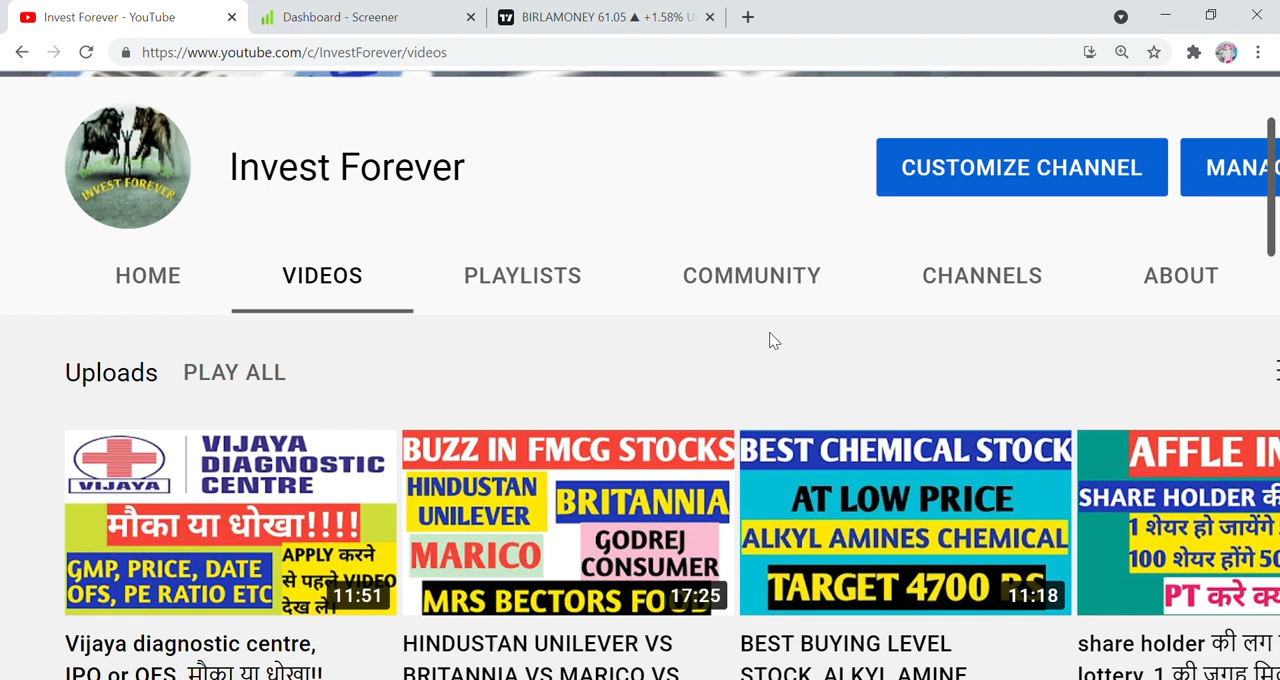 Invest Forever - YouTube
Dashboard - Screener
BIRLAMONEY 61.05 ▲ +1.58%
https://www.youtube.com/c/InvestForever/videos
INVEST FOREVER
Invest Forever
CUSTOMIZE CHANNEL
HOME
VIDEOS
PLAYLISTS
COMMUNITY
CHANNELS
ABOUT
Uploads
PLAY ALL
VIJAYA
VIJAYA
DIAGNOSTIC
CENTRE
मौका या धोखा!!!!
GMP, PRICE, DATE
OFS, PE RATIO ETC
APPLY करने
से पहले VIDEO
देख ले।
11:51
Vijaya diagnostic centre,
IPO or OFS, मौका या धोखा!!
BUZZ IN FMCG STOCKS
HINDUSTAN
UNILEVER
BRITANNIA
MARICO
GODREJ
CONSUMER
MRS BECTORS
17:25
HINDUSTAN UNILEVER VS
BRITANNIA VS MARICO VS
BEST CHEMICAL STOCK
AT LOW PRICE
ALKYL AMINES CHEMICAL
TARGET 4700 RS
11:18
BEST BUYING LEVEL
STOCK, ALKYL AMINE
AFFLE
SHARE HOLDER की
1 शेयर हो जायेंगे
100 शेयर होंगे
PT करे
share holder की लग
lottery, 1 की जगह